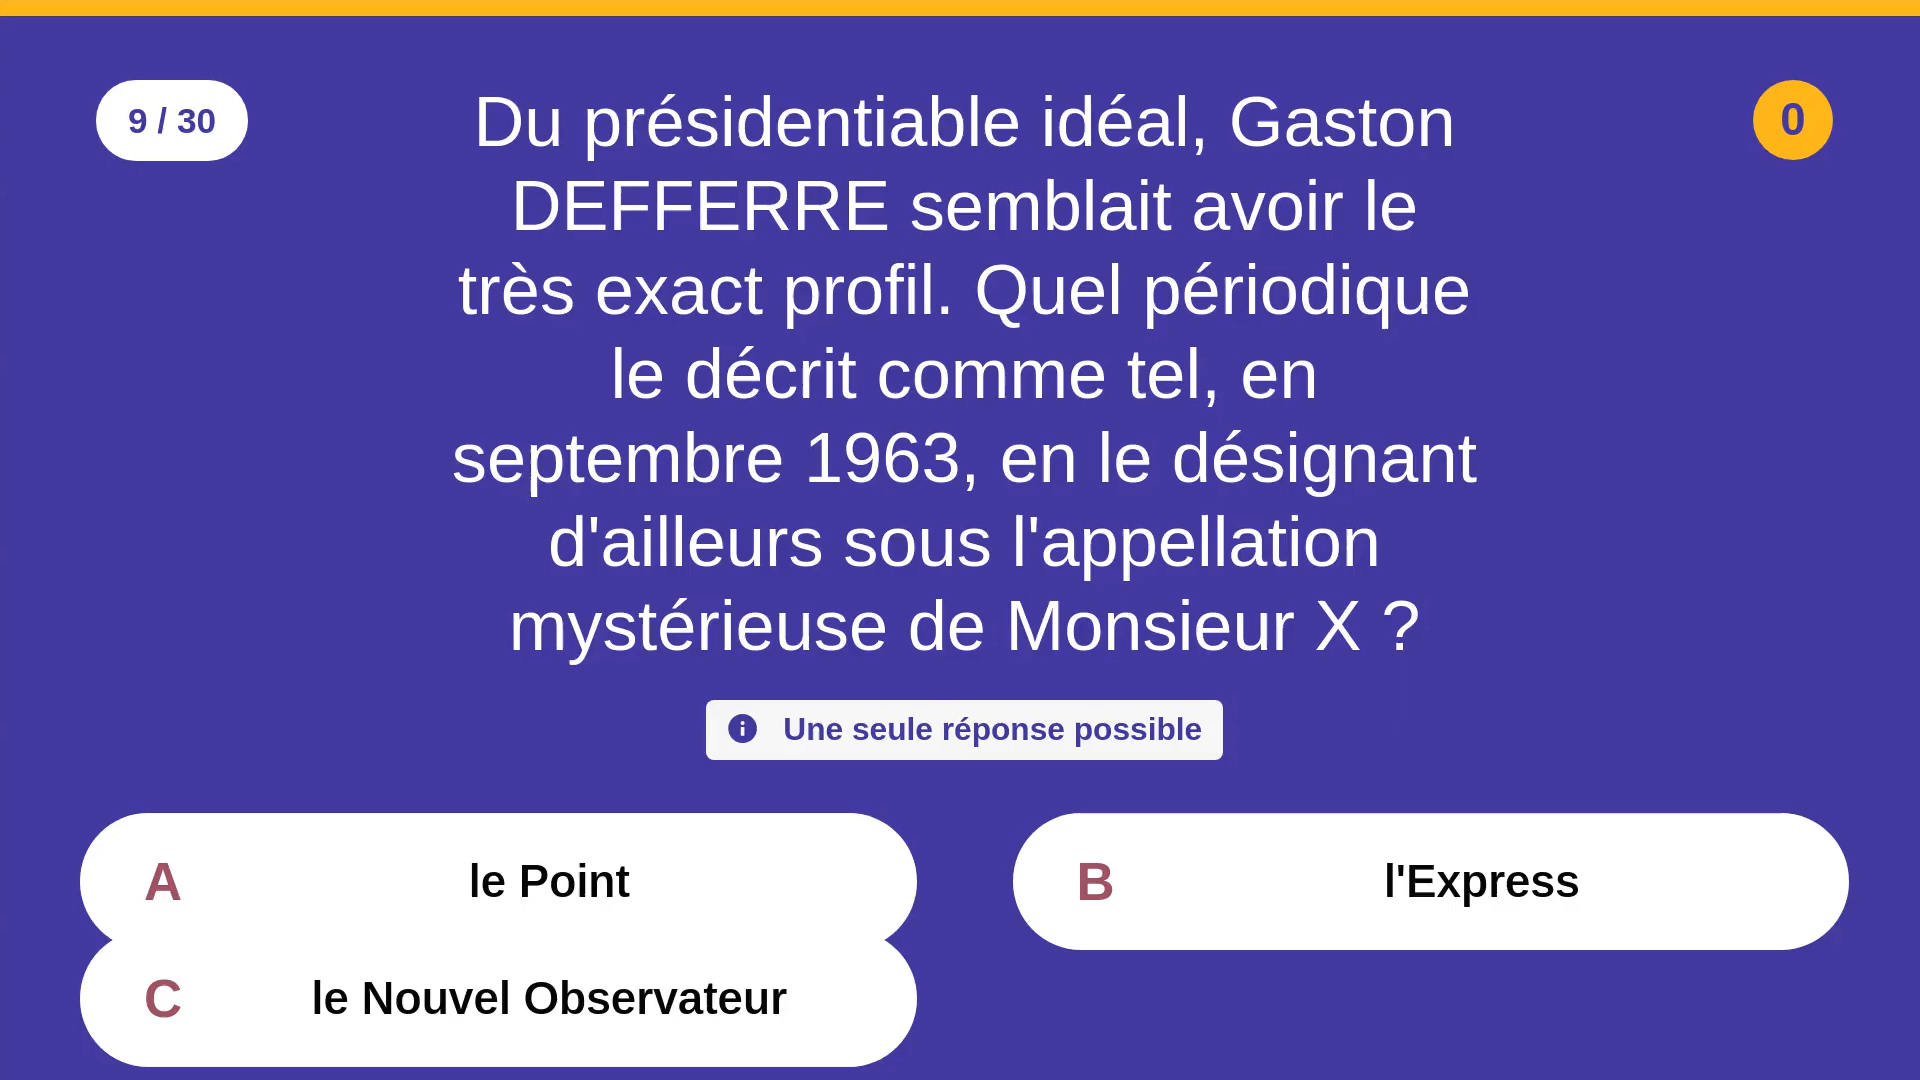 9 / 30
Du présidentiable idéal, Gaston
DEFFERRE semblait avoir le
très exact profil. Quel périodique
le décrit comme tel, en
septembre 1963, en le désignant
d'ailleurs sous l'appellation
mystérieuse de Monsieur X ?
0
Une seule réponse possible
A le Point
B l'Express
C le Nouvel Observateur